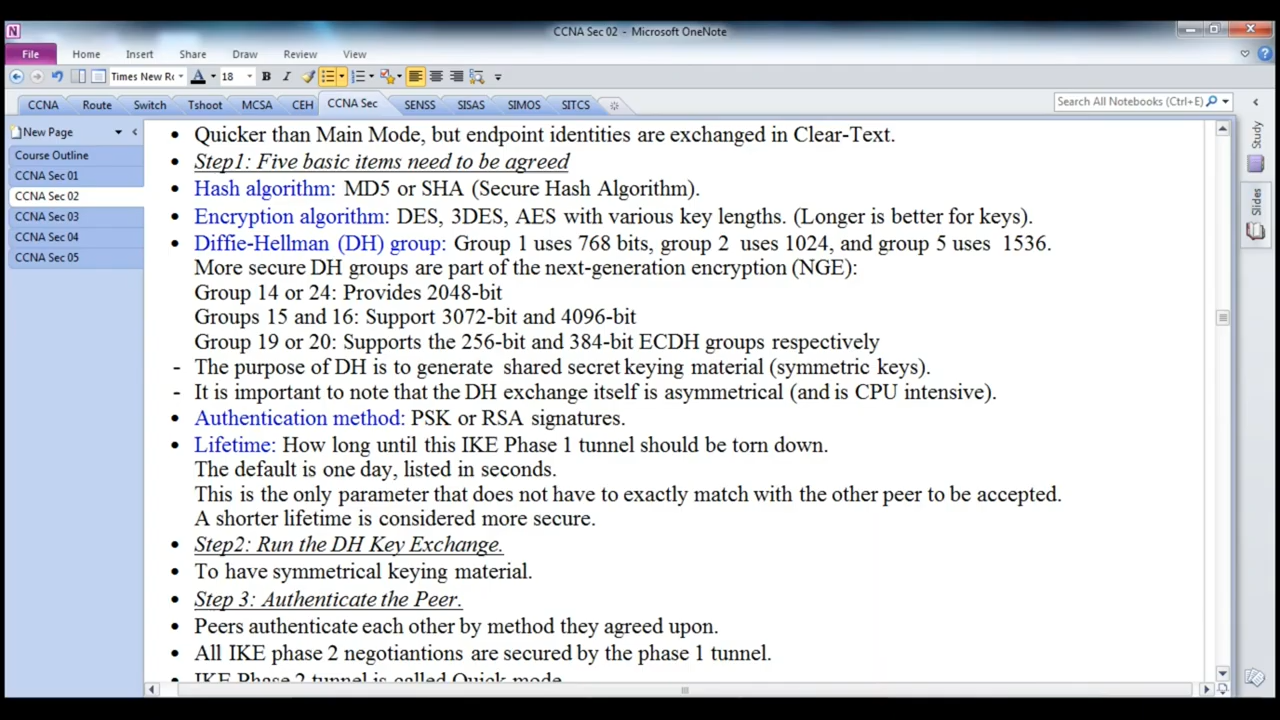 CCNA Sec 02 - Microsoft OneNote
File Home Insert Share Draw Review View
Times New Rc 18 B I
CCNA Route Switch Tshoot MCSA CEH CCNA Sec SENSS SISAS SIMOS SITCS
Search All Notebooks (Ctrl+E)
New Page
Course Outline
CCNA Sec 01
CCNA Sec 02
CCNA Sec 03
CCNA Sec 04
CCNA Sec 05
• Quicker than Main Mode, but endpoint identities are exchanged in Clear-Text.
• Step1: Five basic items need to be agreed
• Hash algorithm: MD5 or SHA (Secure Hash Algorithm).
• Encryption algorithm: DES, 3DES, AES with various key lengths. (Longer is better for keys).
• Diffie-Hellman (DH) group: Group 1 uses 768 bits, group 2 uses 1024, and group 5 uses 1536.
More secure DH groups are part of the next-generation encryption (NGE):
Group 14 or 24: Provides 2048-bit
Groups 15 and 16: Support 3072-bit and 4096-bit
Group 19 or 20: Supports the 256-bit and 384-bit ECDH groups respectively
- The purpose of DH is to generate shared secret keying material (symmetric keys).
- It is important to note that the DH exchange itself is asymmetrical (and is CPU intensive).
• Authentication method: PSK or RSA signatures.
• Lifetime: How long until this IKE Phase 1 tunnel should be torn down.
The default is one day, listed in seconds.
This is the only parameter that does not have to exactly match with the other peer to be accepted.
A shorter lifetime is considered more secure.
• Step2: Run the DH Key Exchange.
• To have symmetrical keying material.
• Step 3: Authenticate the Peer.
• Peers authenticate each other by method they agreed upon.
• All IKE phase 2 negotiantions are secured by the phase 1 tunnel.
• IKE Phase 2 tunnel is called Quick mode
Study
Slides